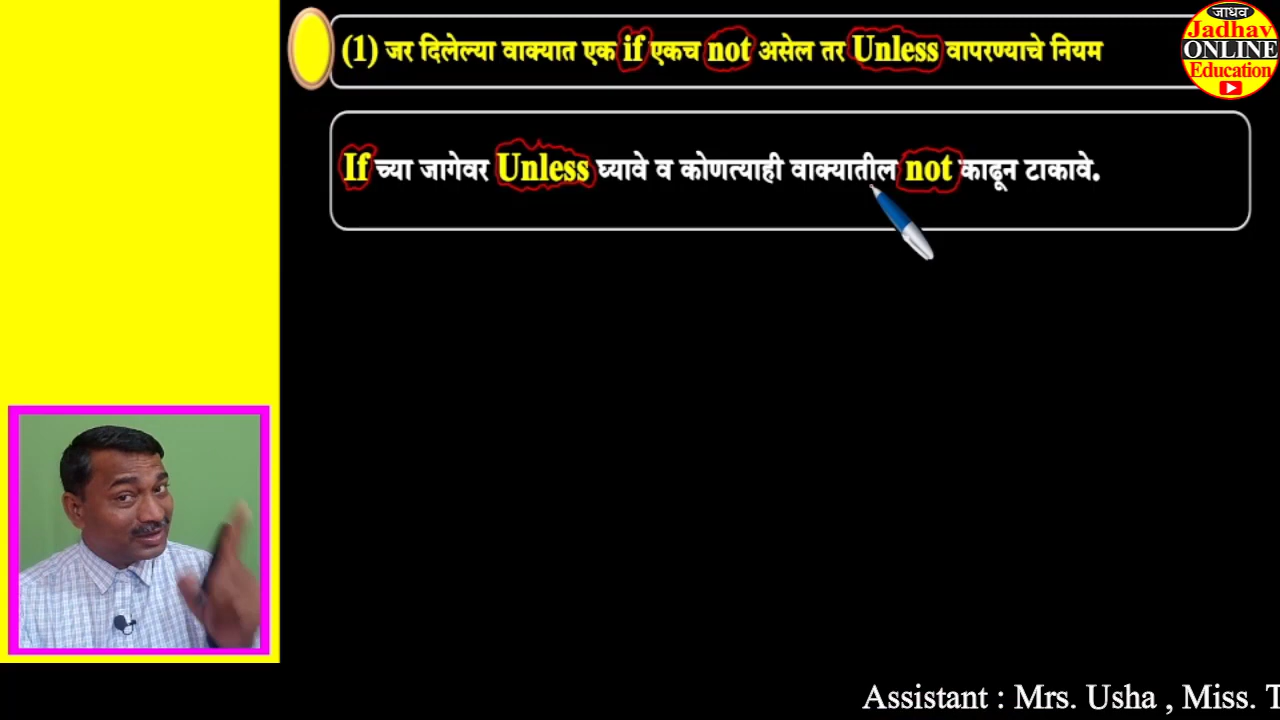 (1) जर दिलेल्या वाक्यात एक if एकच not असेल तर Unless वापरण्याचे नियम
जाधव
Jadhav
ONLINE
Education
If च्या जागेवर Unless घ्यावे व कोणत्याही वाक्यातील not काढून टाकावे.
Assistant : Mrs. Usha , Miss. T